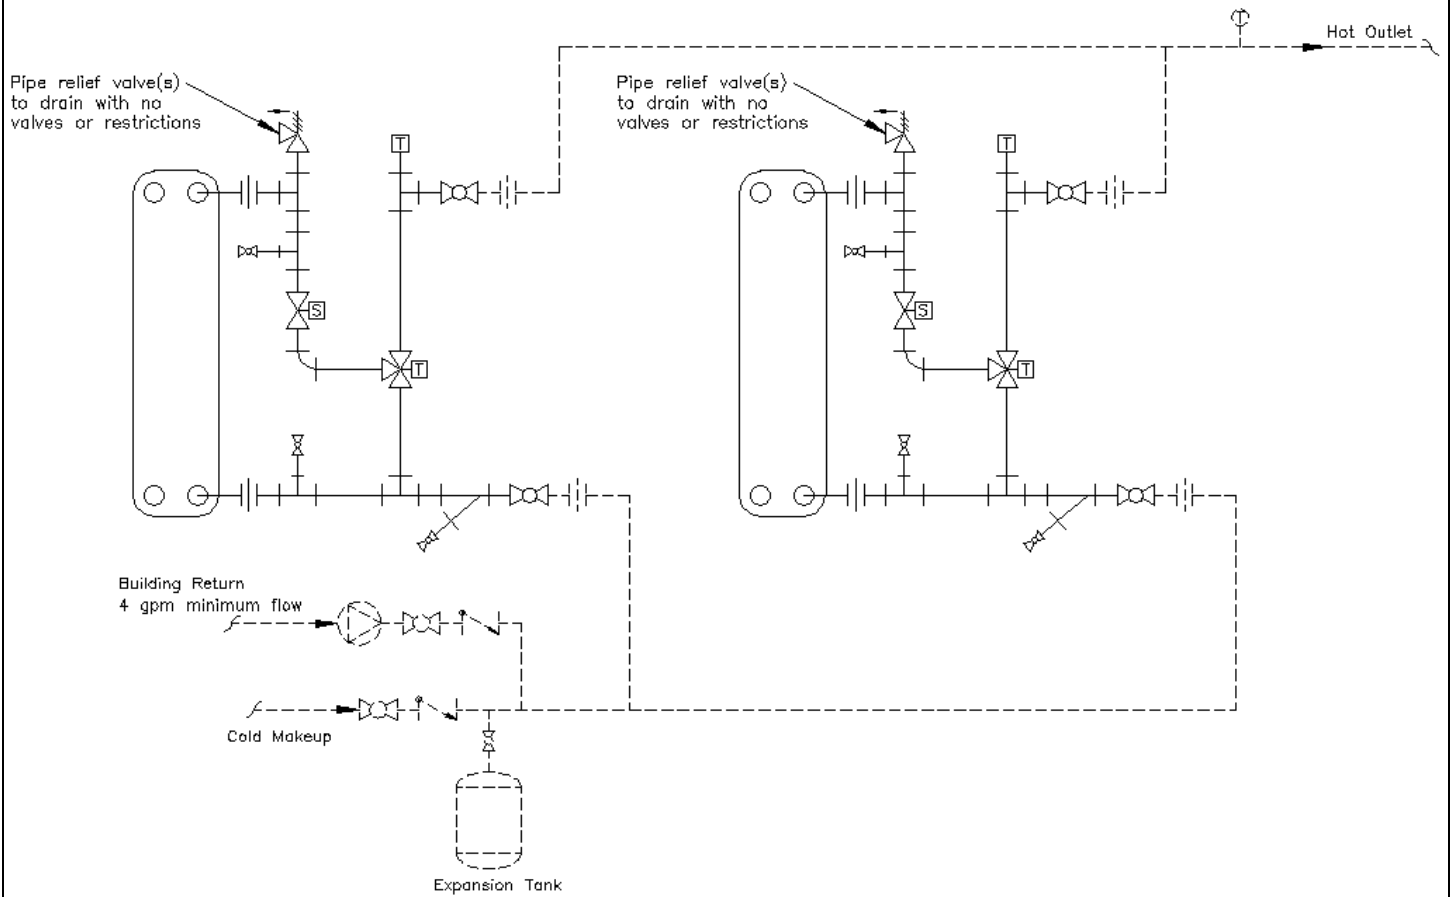 Hot Outlet
Pipe relief valve(s)
to drain with no
valves or restrictions
Pipe relief valve(s)
to drain with no
valves or restrictions
T
T
T
S
S
T
T
Building Return
4 gpm minimum flow
Cold Makeup
Expansion Tank